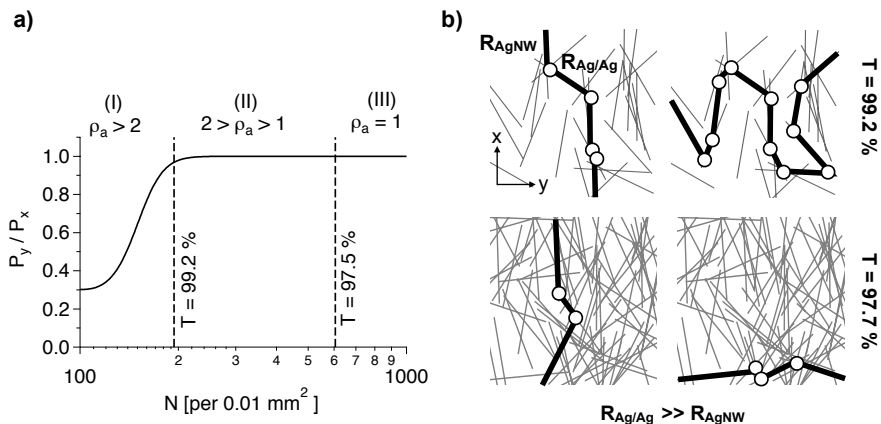 a)
(I)
ρa > 2
(II)
2 > ρa > 1
(III)
ρa = 1
1.0
0.8
0.6
0.4
0.2
0.0
Py / Px
T = 99.2 %
T = 97.5 %
100
2
3
4
5
6
7
8
9
1000
N [per 0.01 mm²]
b)
RAgNW
RAg/Ag
x
y
T = 99.2 %
T = 97.7 %
RAg/Ag >> RAgNW